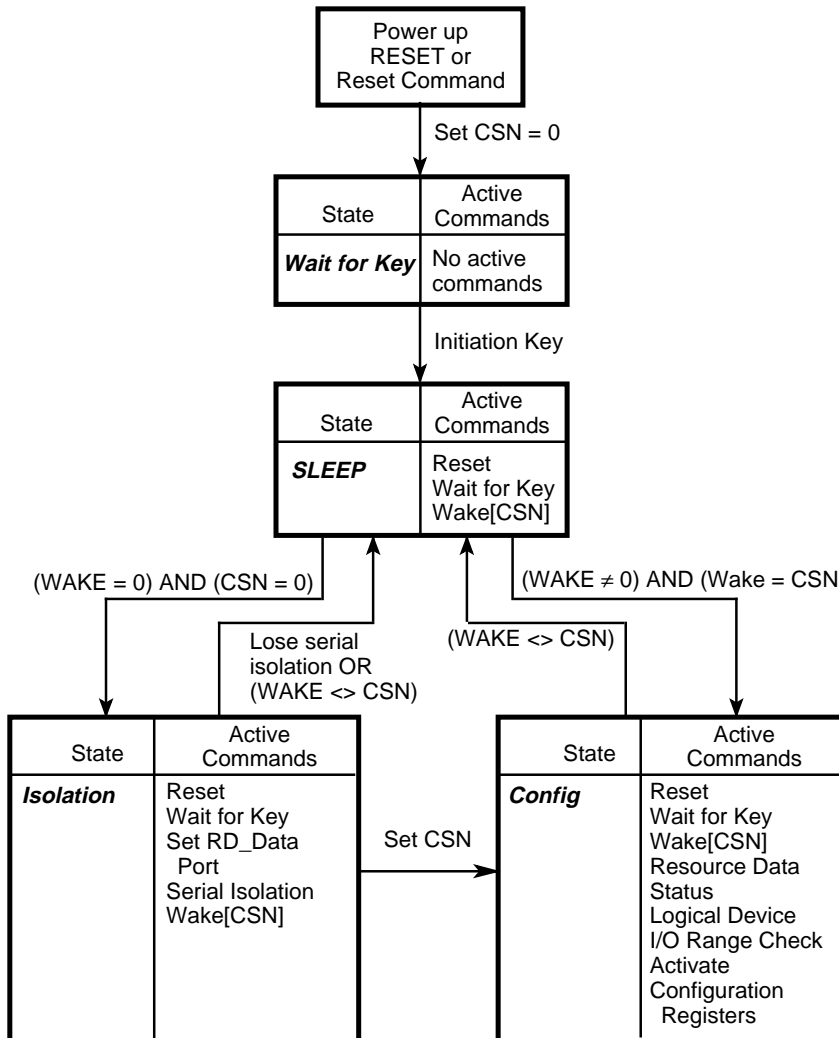 Power up
RESET or
Reset Command
Set CSN = 0
State
Active
Commands
Wait for Key
No active
commands
Initiation Key
State
Active
Commands
SLEEP
Reset
Wait for Key
Wake[CSN]
(WAKE = 0) AND (CSN = 0)
(WAKE ≠ 0) AND (Wake = CSN
Lose serial
isolation OR
(WAKE <> CSN)
(WAKE <> CSN)
State
Active
Commands
Isolation
Reset
Wait for Key
Set RD_Data
Port
Serial Isolation
Wake[CSN]
Set CSN
State
Active
Commands
Config
Reset
Wait for Key
Wake[CSN]
Resource Data
Status
Logical Device
I/O Range Check
Activate
Configuration
Registers